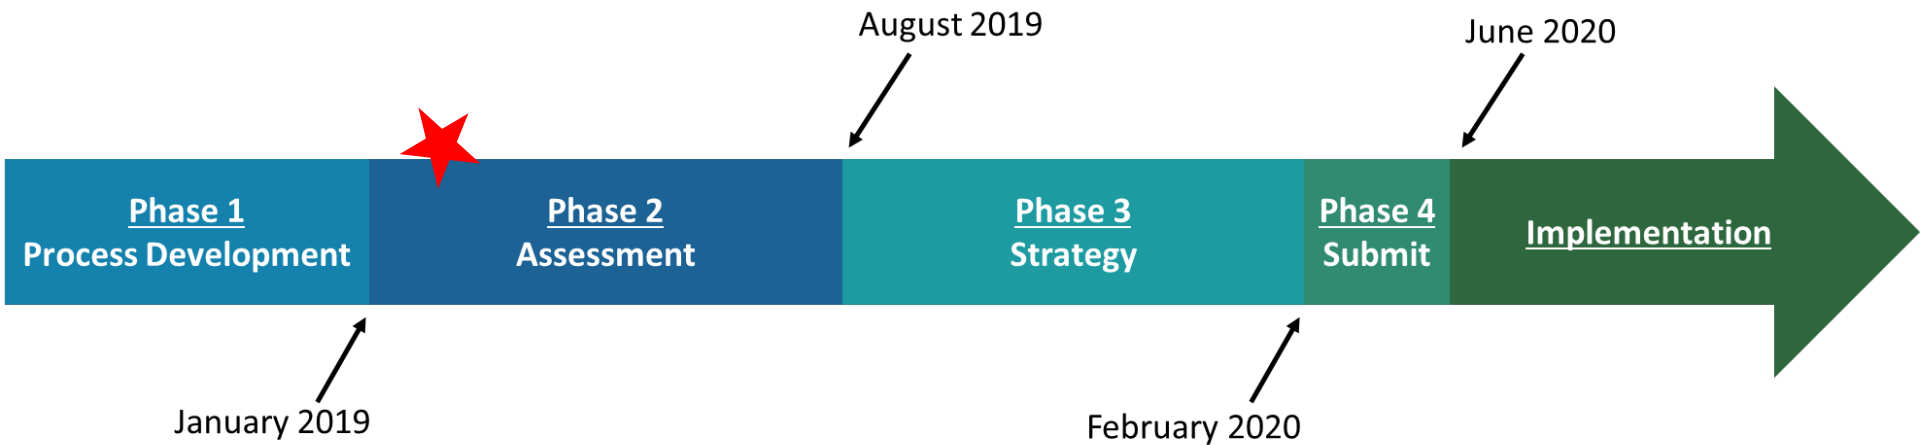 August 2019
June 2020
Phase 1
Process Development
Phase 2
Assessment
Phase 3
Strategy
Phase 4
Submit
Implementation
January 2019
February 2020